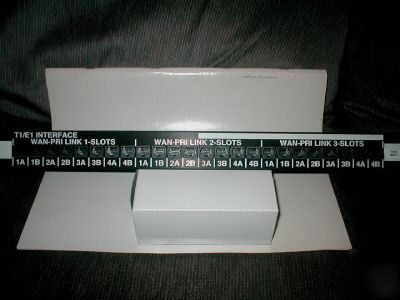 T1/E1 INTERFACE
WAN-PRI LINK 1-SLOTS WAN-PRI LINK 2-SLOTS WAN-PRI LINK 3-SLOTS
1A 1B 2A 2B 3A 3B 4A 4B 1A 1B 2A 2B 3A 3B 4A 4B 1A 1B 2A 2B 3A 3B 4A 4B